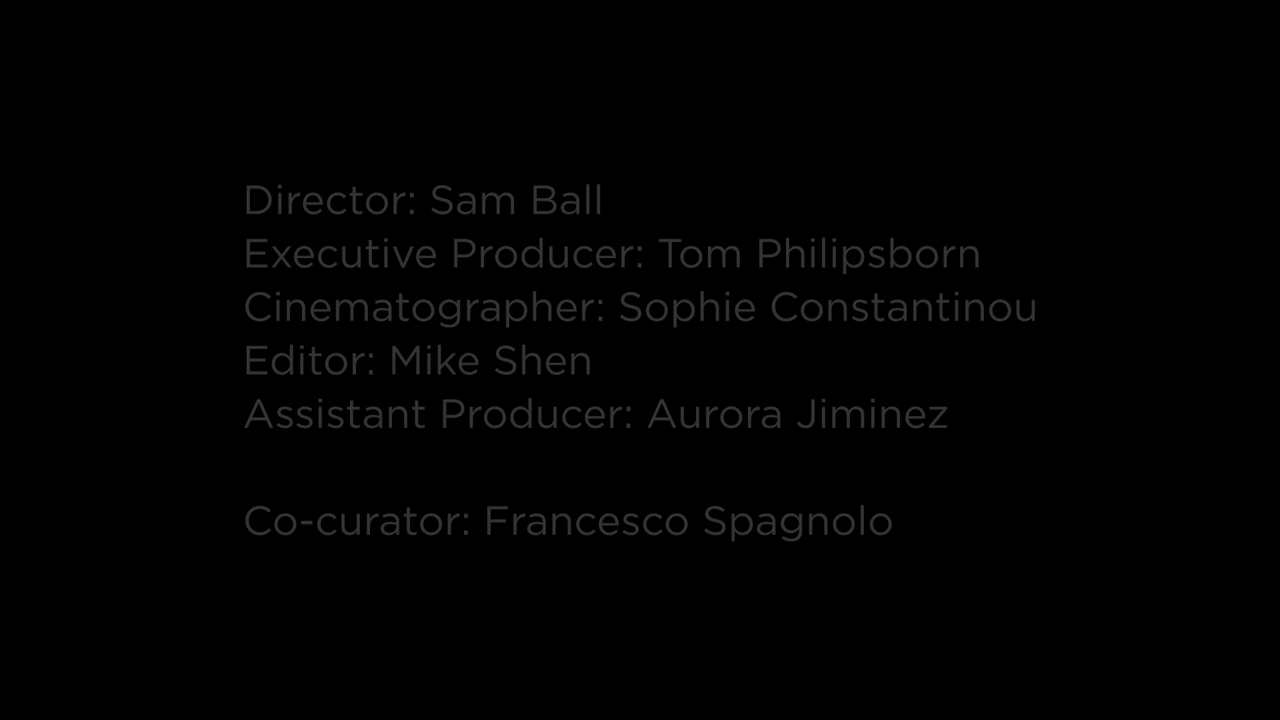 Director: Sam Ball
Executive Producer: Tom Philipsborn
Cinematographer: Sophie Constantinou
Editor: Mike Shen
Assistant Producer: Aurora Jiminez
Co-curator: Francesco Spagnolo